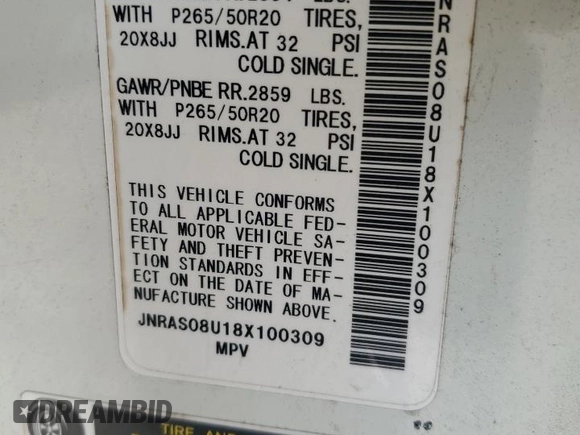 LBS.
WITH P265/50R20 TIRES,
20X8JJ RIMS.AT 32 PSI
COLD SINGLE.
GAWR/PNBE RR.2859 LBS.
WITH P265/50R20 TIRES,
20X8JJ RIMS.AT 32 PSI
COLD SINGLE.
THIS VEHICLE CONFORMS
TO ALL APPLICABLE FED-
ERAL MOTOR VEHICLE SA-
FETY AND THEFT PREVEN-
TION STANDARDS IN EFF-
ECT ON THE DATE OF MA-
NUFACTURE SHOWN ABOVE.
JNRAS08U18X100309
MPV
NRAS08U18X100309
DREAMBID
TIRE AND